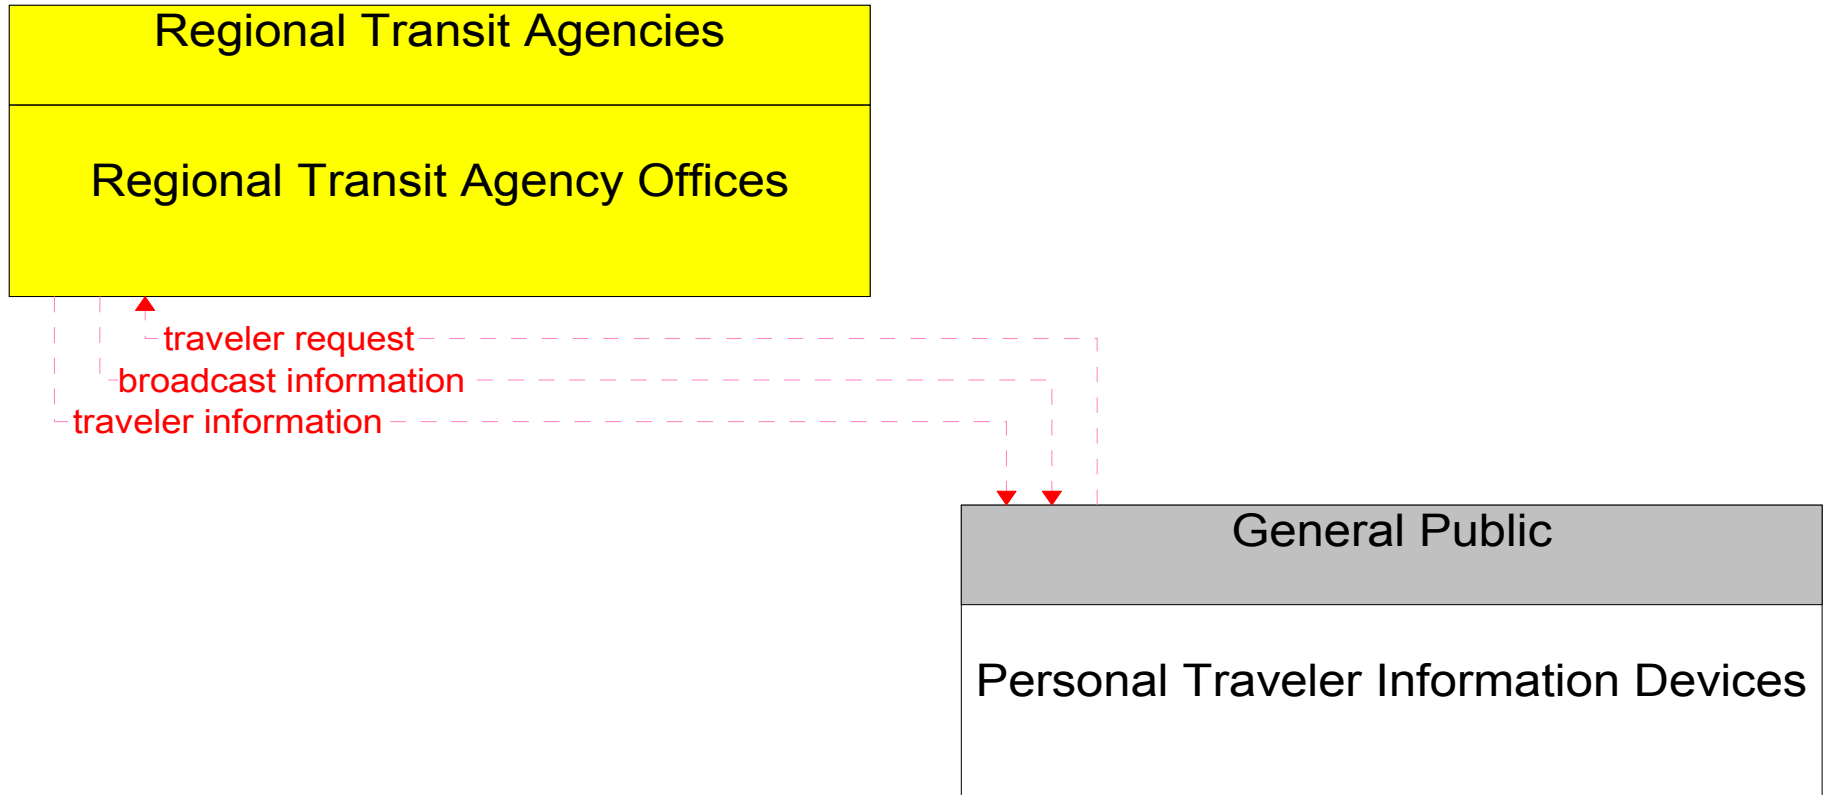 Regional Transit Agencies
Regional Transit Agency Offices
traveler request
broadcast information
traveler information
General Public
Personal Traveler Information Devices